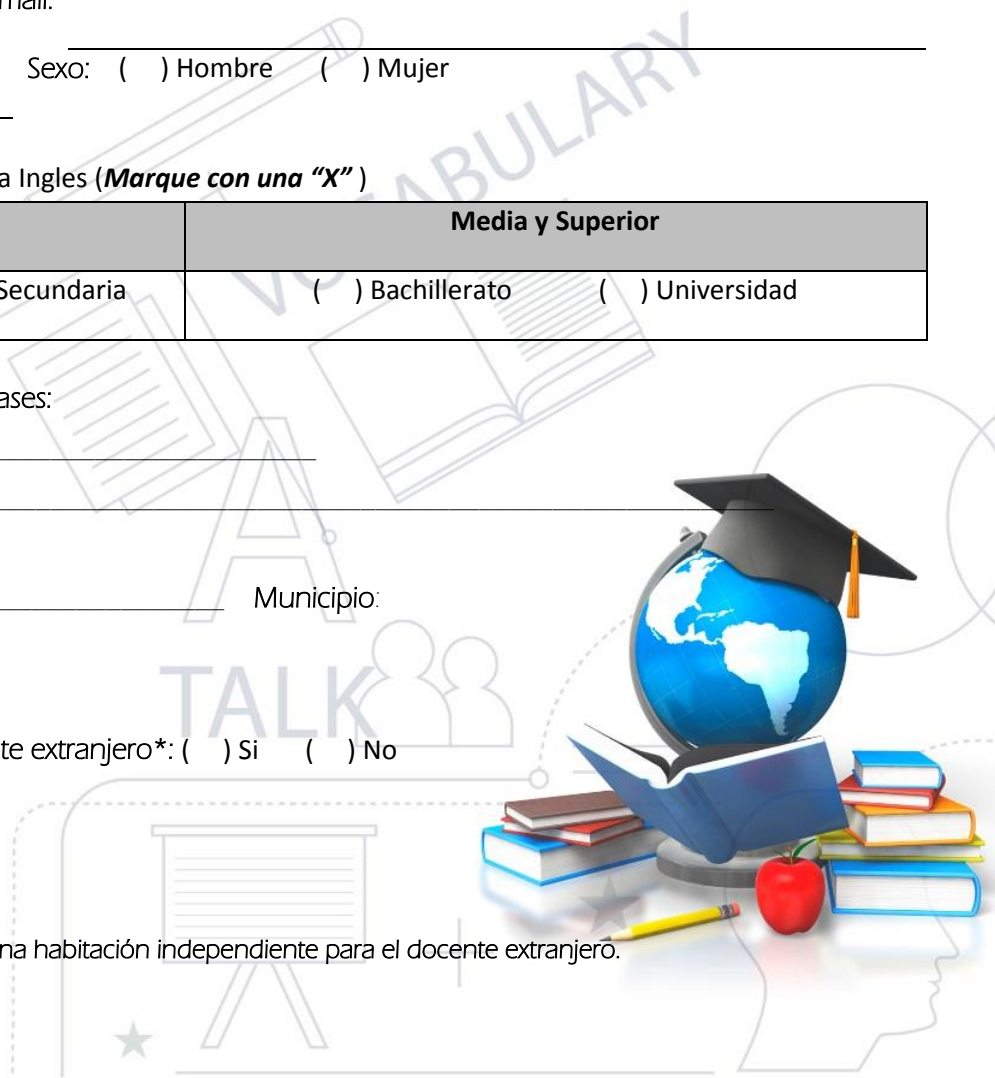 mail:
Sexo: (   ) Hombre   (   ) Mujer
a Ingles (Marque con una “X” )
Media y Superior
Secundaria   (   ) Bachillerato   (   ) Universidad
ases:
Municipio:
te extranjero*: (   ) Si   (   ) No
na habitación independiente para el docente extranjero.
VOCABULARY
TALK
A